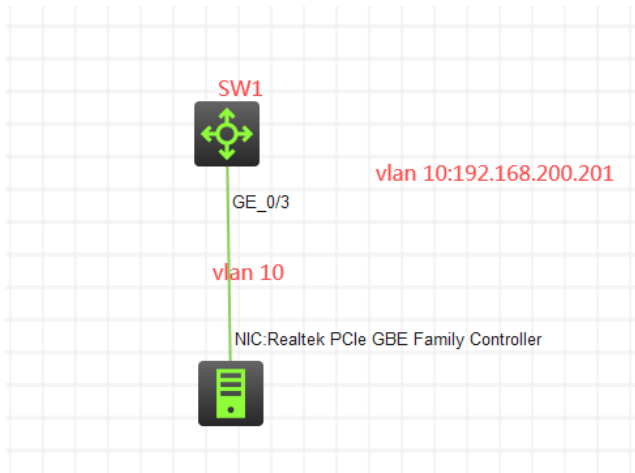 SW1
vlan 10:192.168.200.201
GE_0/3
vlan 10
NIC:Realtek PCIe GBE Family Controller